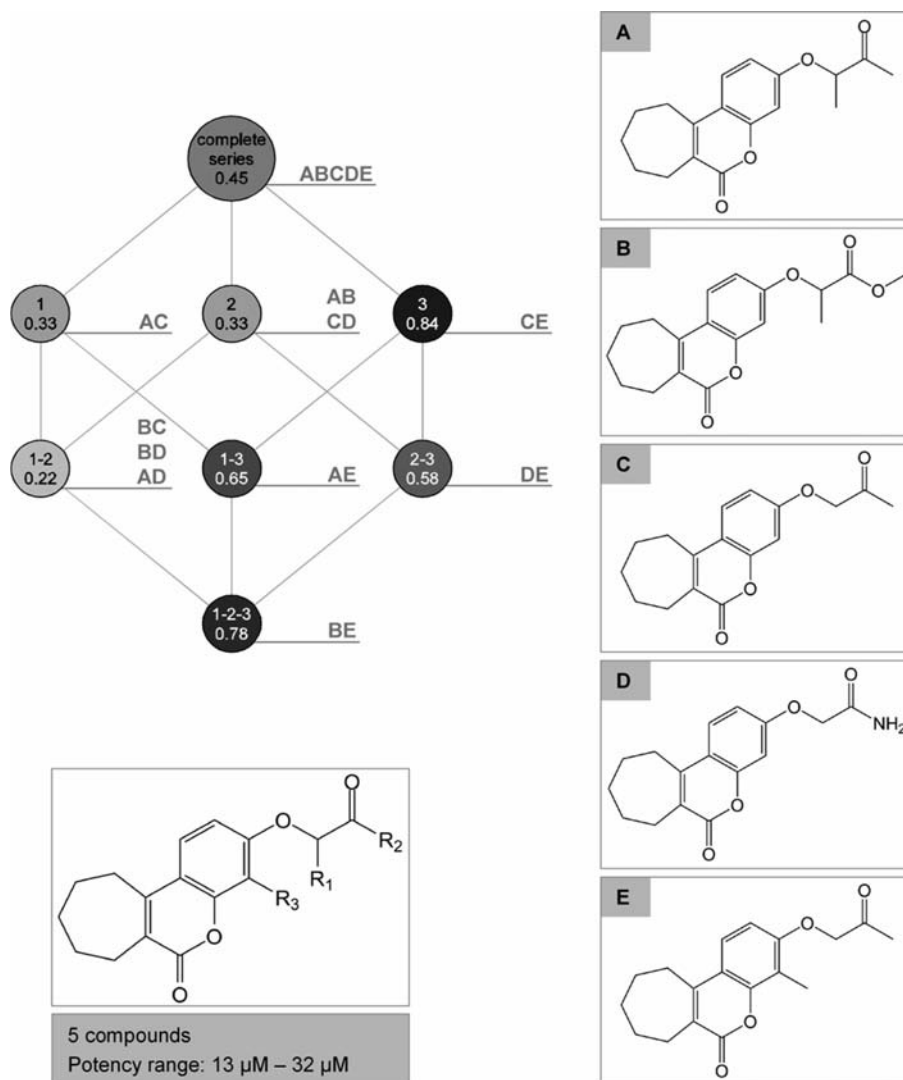 complete
series
0.45
ABCDE
1
0.33
AC
2
0.33
AB
CD
3
0.84
CE
1-2
0.22
BC
BD
AD
1-3
0.65
AE
2-3
0.58
DE
1-2-3
0.78
BE
O
O
R2
R1
R3
O
O
5 compounds
Potency range: 13 µM – 32 µM
A
O
O
O
O
B
O
O
O
O
O
C
O
O
O
O
D
O
O
NH2
O
O
E
O
O
O
O